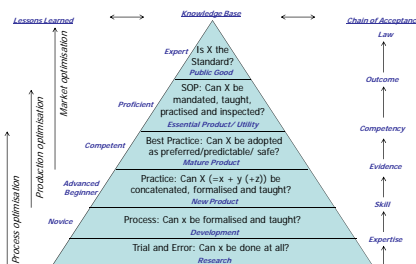 Lessons Learned
Knowledge Base
Chain of Acceptance
Law
Expert
Is X the
Standard?
Public Good
Outcome
SOP: Can X be
mandated, taught,
practised and inspected?
Proficient
Essential Product/ Utility
Competency
Competent
Best Practice: Can X be adopted
as preferred/predictable/ safe?
Mature Product
Evidence
Advanced
Beginner
Practice: Can X (=x + y (+z)) be
concatenated, formalised and taught?
New Product
Skill
Novice
Process: Can x be formalised and taught?
Development
Expertise
Trial and Error: Can x be done at all?
Research
Process optimisation
Production optimisation
Market optimisation